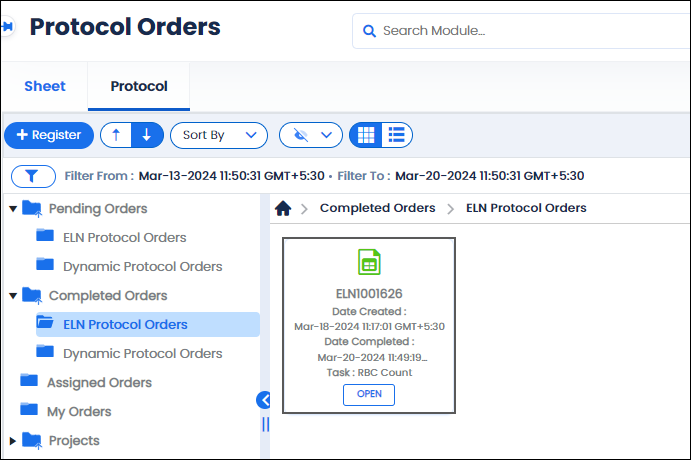 Protocol Orders
Search Module...
Sheet
Protocol
+ Register
Sort By
Filter From : Mar-13-2024 11:50:31 GMT+5:30 • Filter To : Mar-20-2024 11:50:31 GMT+5:30
Pending Orders
ELN Protocol Orders
Dynamic Protocol Orders
Completed Orders
ELN Protocol Orders
Dynamic Protocol Orders
Assigned Orders
My Orders
Projects
Completed Orders > ELN Protocol Orders
ELN1001626
Date Created :
Mar-18-2024 11:17:01 GMT+5:30
Date Completed :
Mar-20-2024 11:49:19...
Task : RBC Count
OPEN